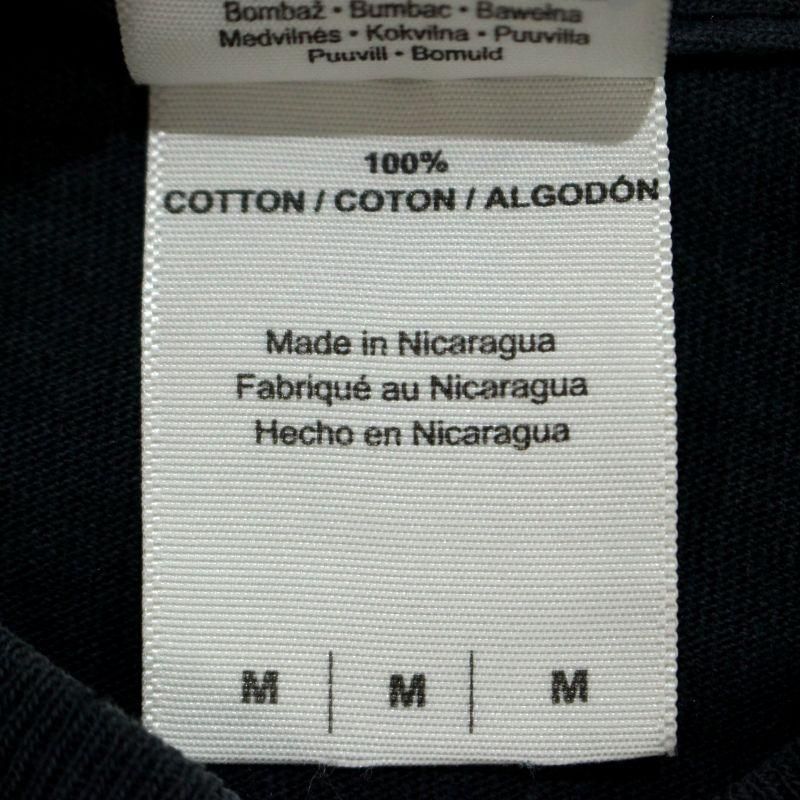 Bombaž • Bumbac • Bawełna
Medvilnės • Kokvilna • Puuvilla
Puuvill • Bomuld
100%
COTTON / COTON / ALGODÓN
Made in Nicaragua
Fabriqué au Nicaragua
Hecho en Nicaragua
M | M | M